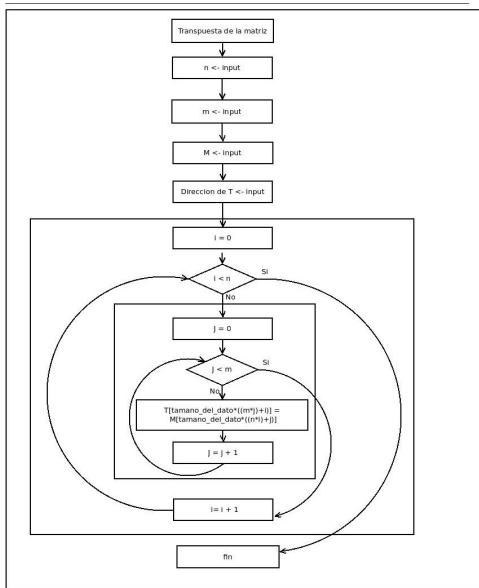 Transpuesta de la matriz
n <- input
m <- input
M <- input
Direccion de T <- input
i = 0
i < n
Si
No
J = 0
J < m
Si
No
T[tamano_del_dato*((m*j)+i)] =
M[tamano_del_dato*((n*i)+j)]
J = J + 1
i= i + 1
fin